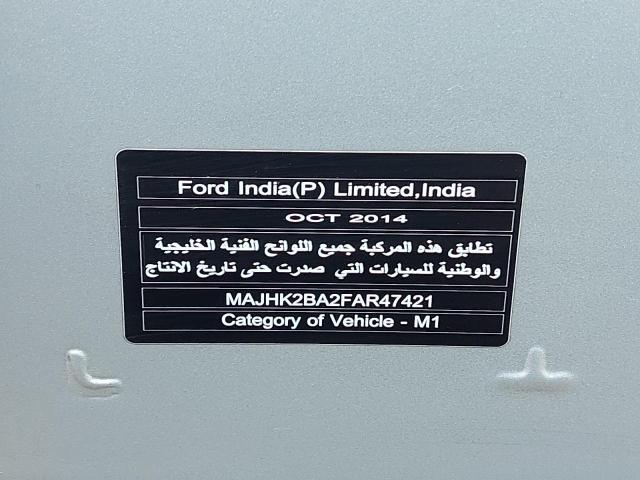 Ford India(P) Limited,India
OCT 2014
تطابق هذه المركبة جميع اللوائح الفنية الخليجية
والوطنية للسيارات التي صدرت حتى تاريخ الانتاج
MAJHK2BA2FAR47421
Category of Vehicle - M1